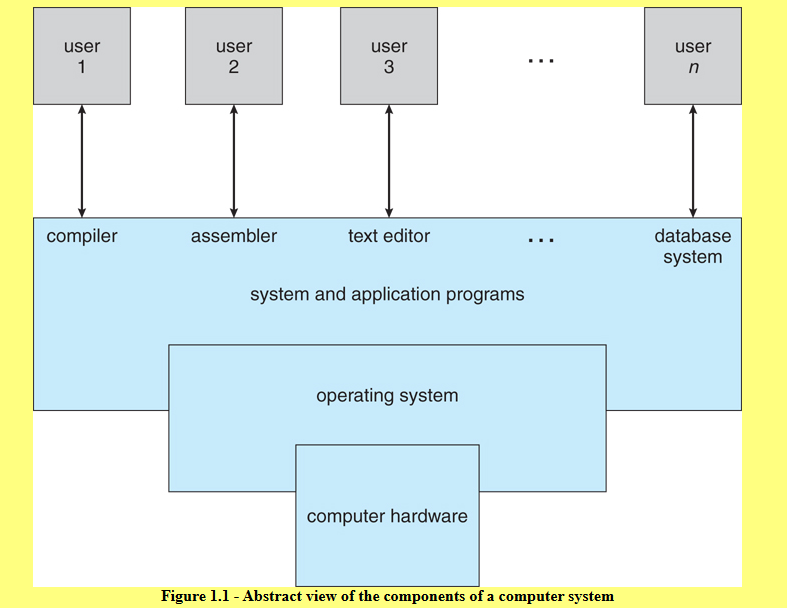 user
1
user
2
user
3
...
user
n
compiler
assembler
text editor
...
database
system
system and application programs
operating system
computer hardware
Figure 1.1 - Abstract view of the components of a computer system